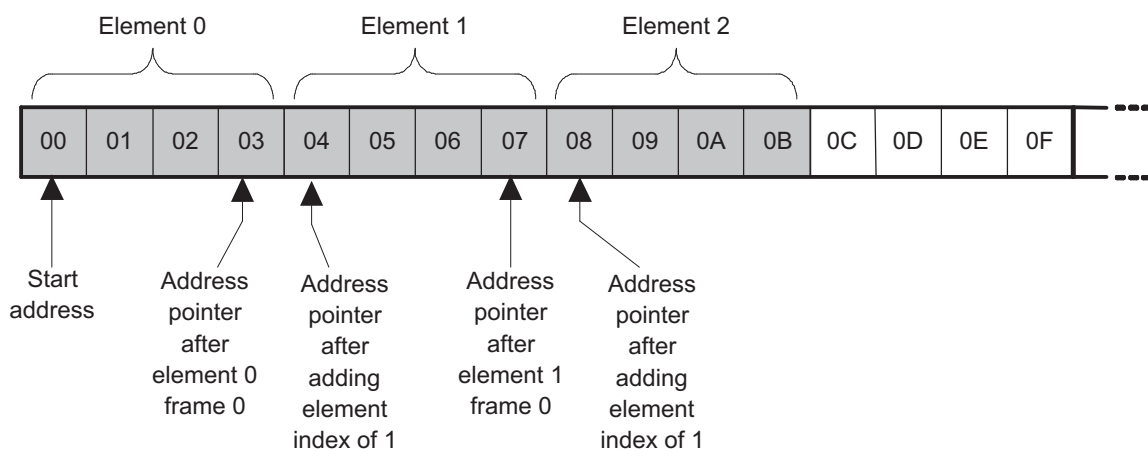 Element 0
Element 1
Element 2
00 01 02 03 04 05 06 07 08 09 0A 0B 0C 0D 0E 0F
Start
address
Address
pointer
after
element 0
frame 0
Address
pointer
after
adding
element
index of 1
Address
pointer
after
element 1
frame 0
Address
pointer
after
adding
element
index of 1